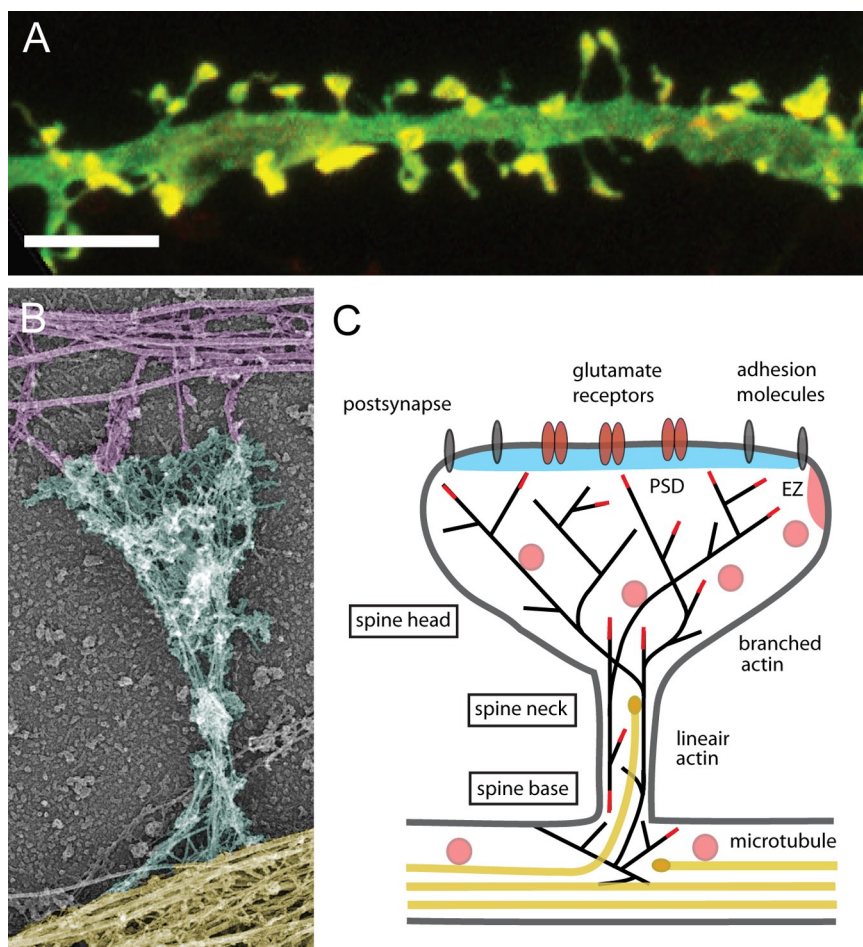 A
B
C
glutamate
receptors
adhesion
molecules
postsynapse
PSD
EZ
spine head
branched
actin
spine neck
lineair
actin
spine base
microtubule